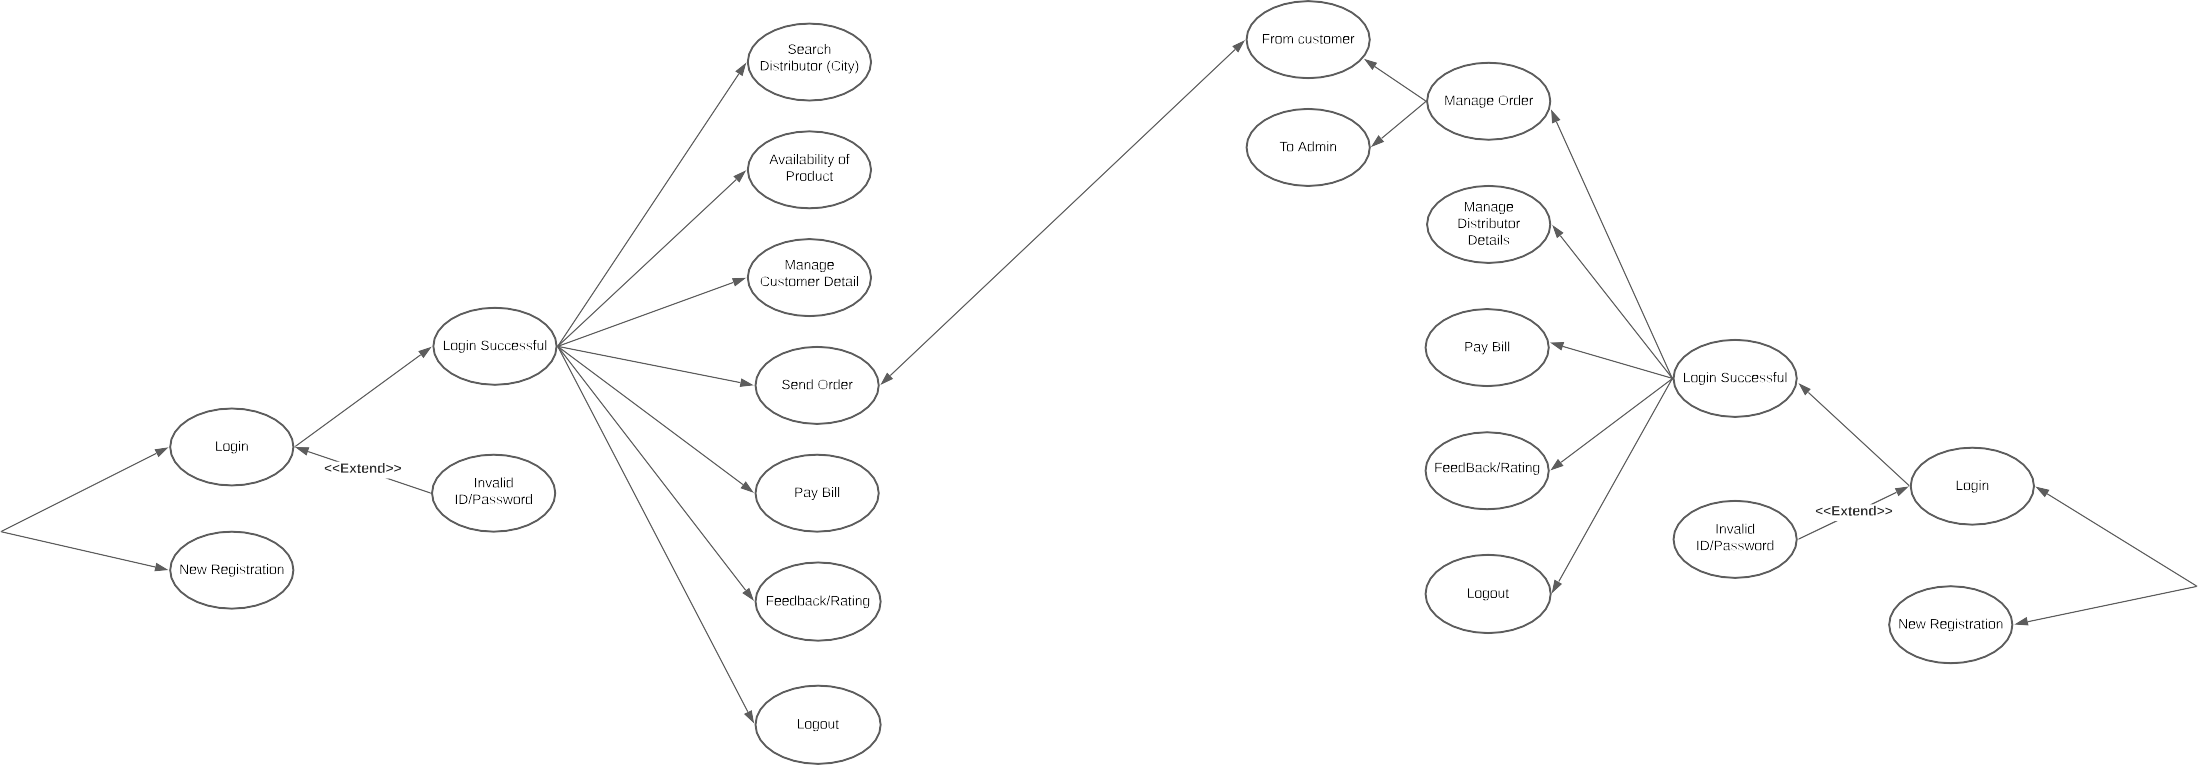 Search
Distributor (City)
Availability of
Product
Manage
Customer Detail
Login Successful
Send Order
Login
<<Extend>>
Invalid
ID/Password
Pay Bill
New Registration
Feedback/Rating
Logout
From customer
Manage Order
To Admin
Manage
Distributor
Details
Pay Bill
Login Successful
FeedBack/Rating
Login
<<Extend>>
Invalid
ID/Password
Logout
New Registration